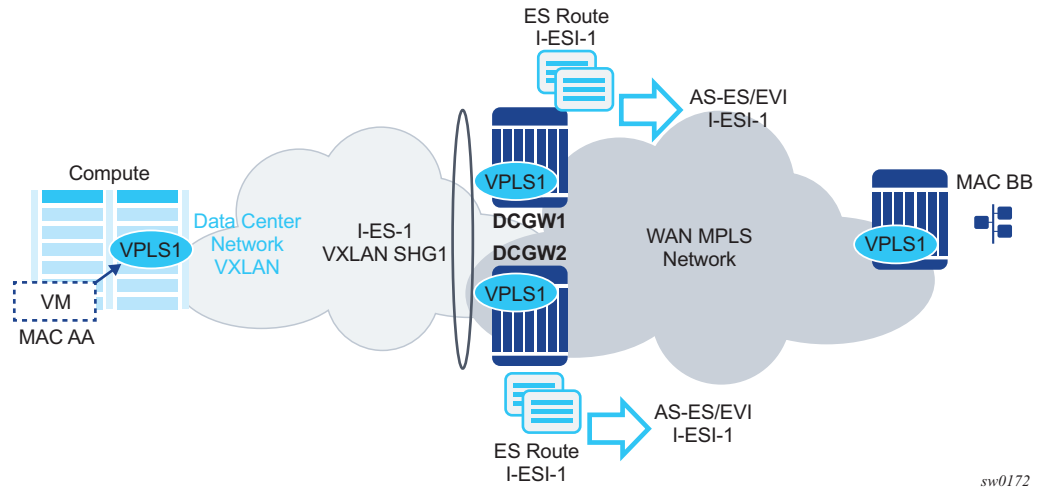 ES Route
I-ESI-1
AS-ES/EVI
I-ESI-1
Compute
VPLS1
MAC BB
VPLS1
Data Center
Network
VXLAN
I-ES-1
VXLAN SHG1
DCGW1
DCGW2
WAN MPLS
Network
VPLS1
VPLS1
VM
MAC AA
AS-ES/EVI
I-ESI-1
ES Route
I-ESI-1
sw0172